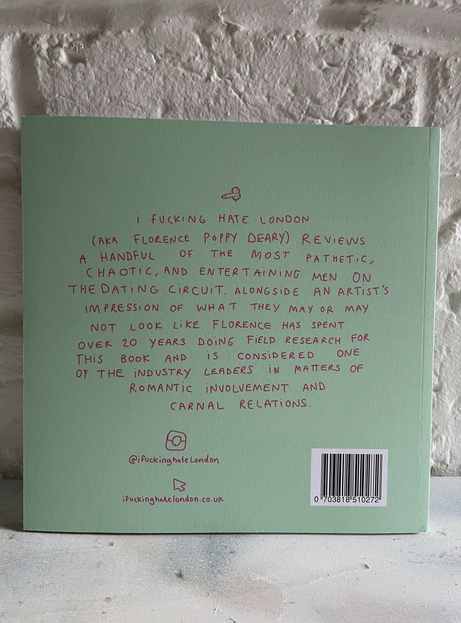 i FUCKING HATE LONDON
(AKA FLORENCE POPPY DEARY) REVIEWS
A HANDFUL OF THE MOST PATHETIC,
CHAOTIC, AND ENTERTAINING MEN ON
THE DATING CIRCUIT. ALONGSIDE AN ARTIST'S
IMPRESSION OF WHAT THEY MAY OR MAY
NOT LOOK LIKE. FLORENCE HAS SPENT
OVER 20 YEARS DOING FIELD RESEARCH FOR
THIS BOOK AND IS CONSIDERED ONE
OF THE INDUSTRY LEADERS IN MATTERS OF
ROMANTIC INVOLVEMENT AND
CARNAL RELATIONS.
@ifuckinghateLondon
ifuckinghatelondon.co.uk
0 703818 510272